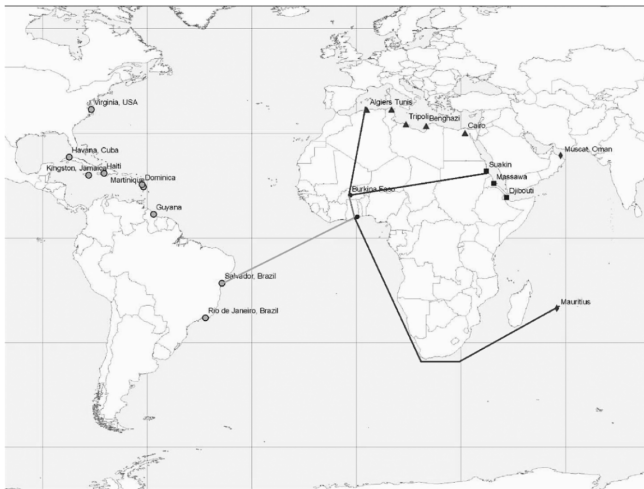 Virginia, USA
Algiers Tunis
Tripoli
Benghazi
Cairo
Havana, Cuba
Muscat, Oman
Kingston, Jamaica
Haiti
Suakin
Martinique
Dominica
Massawa
Burkina Faso
Djibouti
Guyana
Salvador, Brazil
Mauritius
Rio de Janeiro, Brazil